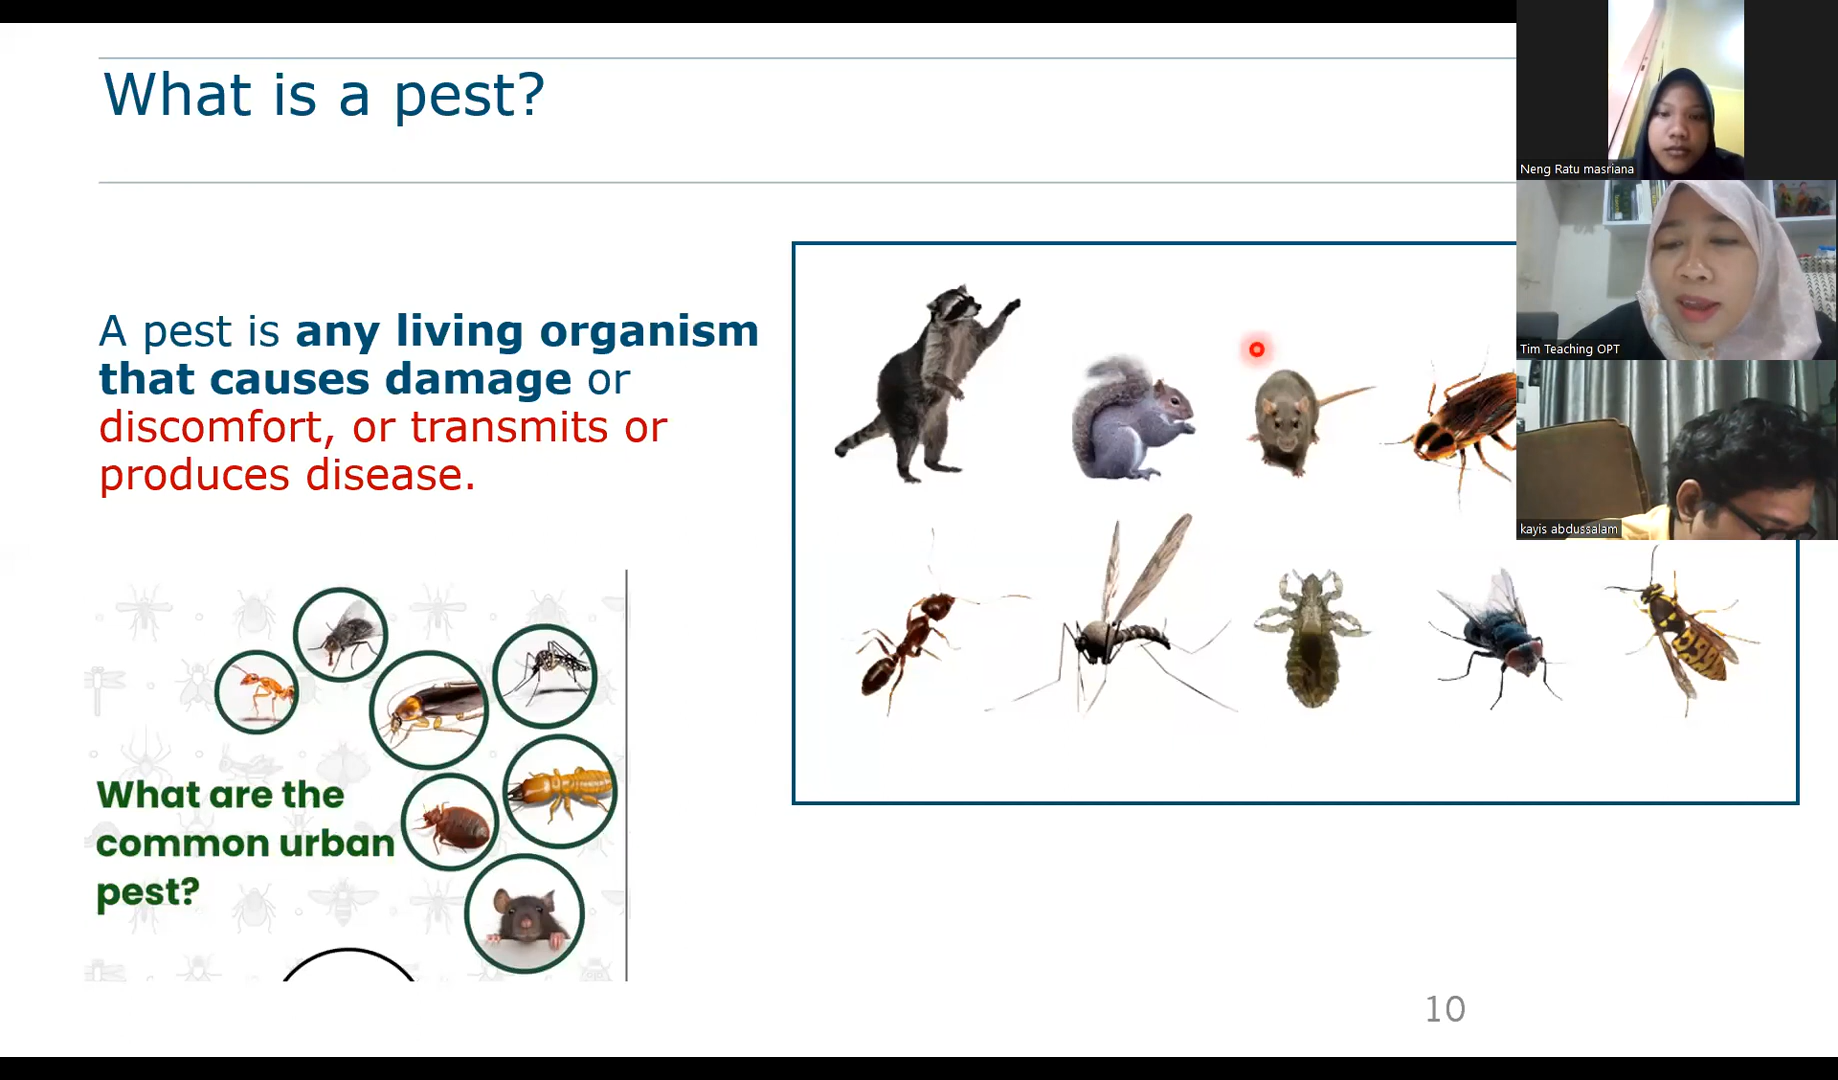 What is a pest?
A pest is any living organism
that causes damage or
discomfort, or transmits or
produces disease.
What are the
common urban
pest?
10
Neng Ratu masriana
Tim Teaching OPT
kayis abdussalam